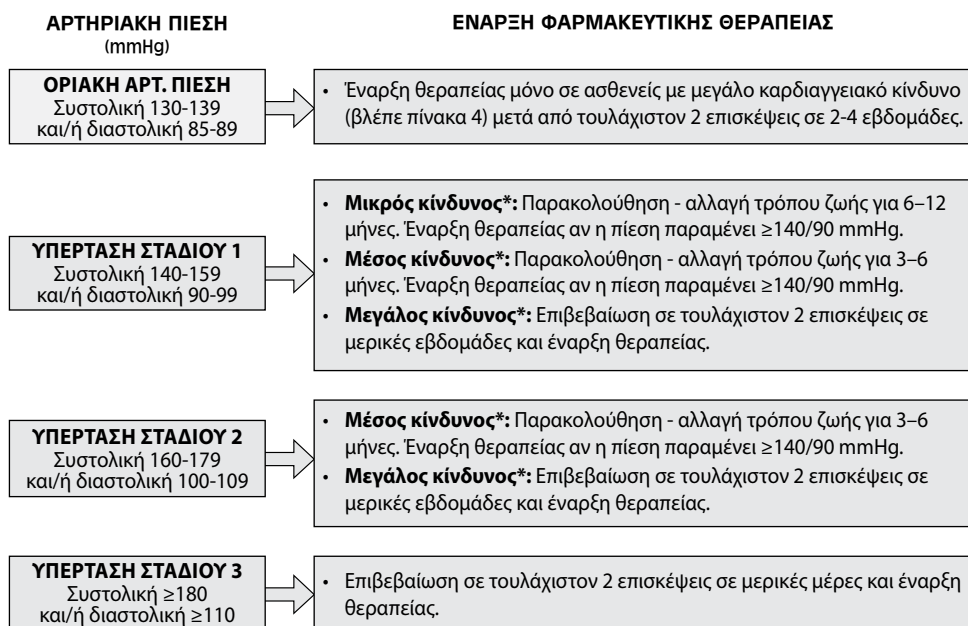 ΑΡΤΗΡΙΑΚΗ ΠΙΕΣΗ
(mmHg)
ΕΝΑΡΞΗ ΦΑΡΜΑΚΕΥΤΙΚΗΣ ΘΕΡΑΠΕΙΑΣ
ΟΡΙΑΚΗ ΑΡΤ. ΠΙΕΣΗ
Συστολική 130-139
και/ή διαστολική 85-89
• Έναρξη θεραπείας μόνο σε ασθενείς με μεγάλο καρδιαγγειακό κίνδυνο
(βλέπε πίνακα 4) μετά από τουλάχιστον 2 επισκέψεις σε 2-4 εβδομάδες.
ΥΠΕΡΤΑΣΗ ΣΤΑΔΙΟΥ 1
Συστολική 140-159
και/ή διαστολική 90-99
• Μικρός κίνδυνος*: Παρακολούθηση - αλλαγή τρόπου ζωής για 6–12
μήνες. Έναρξη θεραπείας αν η πίεση παραμένει ≥140/90 mmHg.
• Μέσος κίνδυνος*: Παρακολούθηση - αλλαγή τρόπου ζωής για 3–6
μήνες. Έναρξη θεραπείας αν η πίεση παραμένει ≥140/90 mmHg.
• Μεγάλος κίνδυνος*: Επιβεβαίωση σε τουλάχιστον 2 επισκέψεις σε
μερικές εβδομάδες και έναρξη θεραπείας.
ΥΠΕΡΤΑΣΗ ΣΤΑΔΙΟΥ 2
Συστολική 160-179
και/ή διαστολική 100-109
• Μέσος κίνδυνος*: Παρακολούθηση - αλλαγή τρόπου ζωής για 3–6
μήνες. Έναρξη θεραπείας αν η πίεση παραμένει ≥140/90 mmHg.
• Μεγάλος κίνδυνος*: Επιβεβαίωση σε τουλάχιστον 2 επισκέψεις σε
μερικές εβδομάδες και έναρξη θεραπείας.
ΥΠΕΡΤΑΣΗ ΣΤΑΔΙΟΥ 3
Συστολική ≥180
και/ή διαστολική ≥110
• Επιβεβαίωση σε τουλάχιστον 2 επισκέψεις σε μερικές μέρες και έναρξη
θεραπείας.